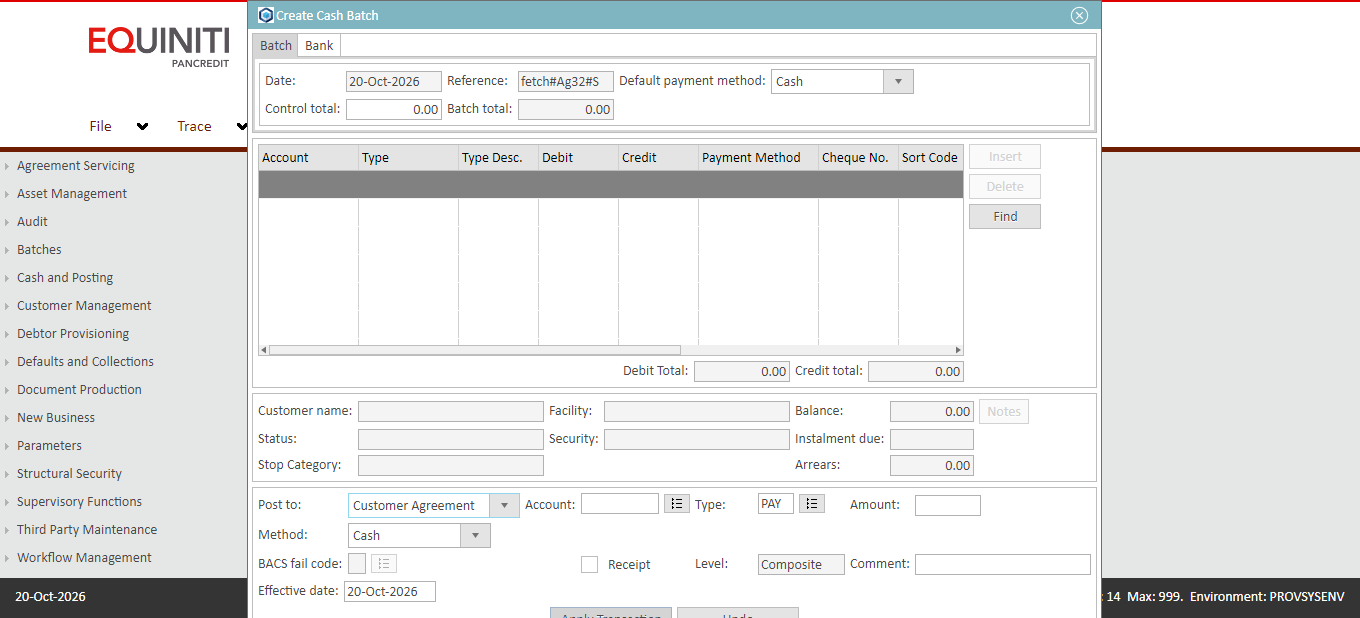 EQUINITI
PANCREDIT
File
Trace
Agreement Servicing
Asset Management
Audit
Batches
Cash and Posting
Customer Management
Debtor Provisioning
Defaults and Collections
Document Production
New Business
Parameters
Structural Security
Supervisory Functions
Third Party Maintenance
Workflow Management
Create Cash Batch
Batch Bank
Date: 20-Oct-2026 Reference: fetch#Ag32#S Default payment method: Cash
Control total: 0.00 Batch total: 0.00
Account Type Type Desc. Debit Credit Payment Method Cheque No. Sort Code
Insert
Delete
Find
Debit Total: 0.00 Credit total: 0.00
Customer name: Facility: Balance: 0.00 Notes
Status: Security: Instalment due:
Stop Category: Arrears: 0.00
Post to: Customer Agreement Account: Type: PAY Amount:
Method: Cash
BACS fail code: Receipt Level: Composite Comment:
Effective date: 20-Oct-2026
Apply Transaction Undo
20-Oct-2026
: 14 Max: 999. Environment: PROVSYSENV